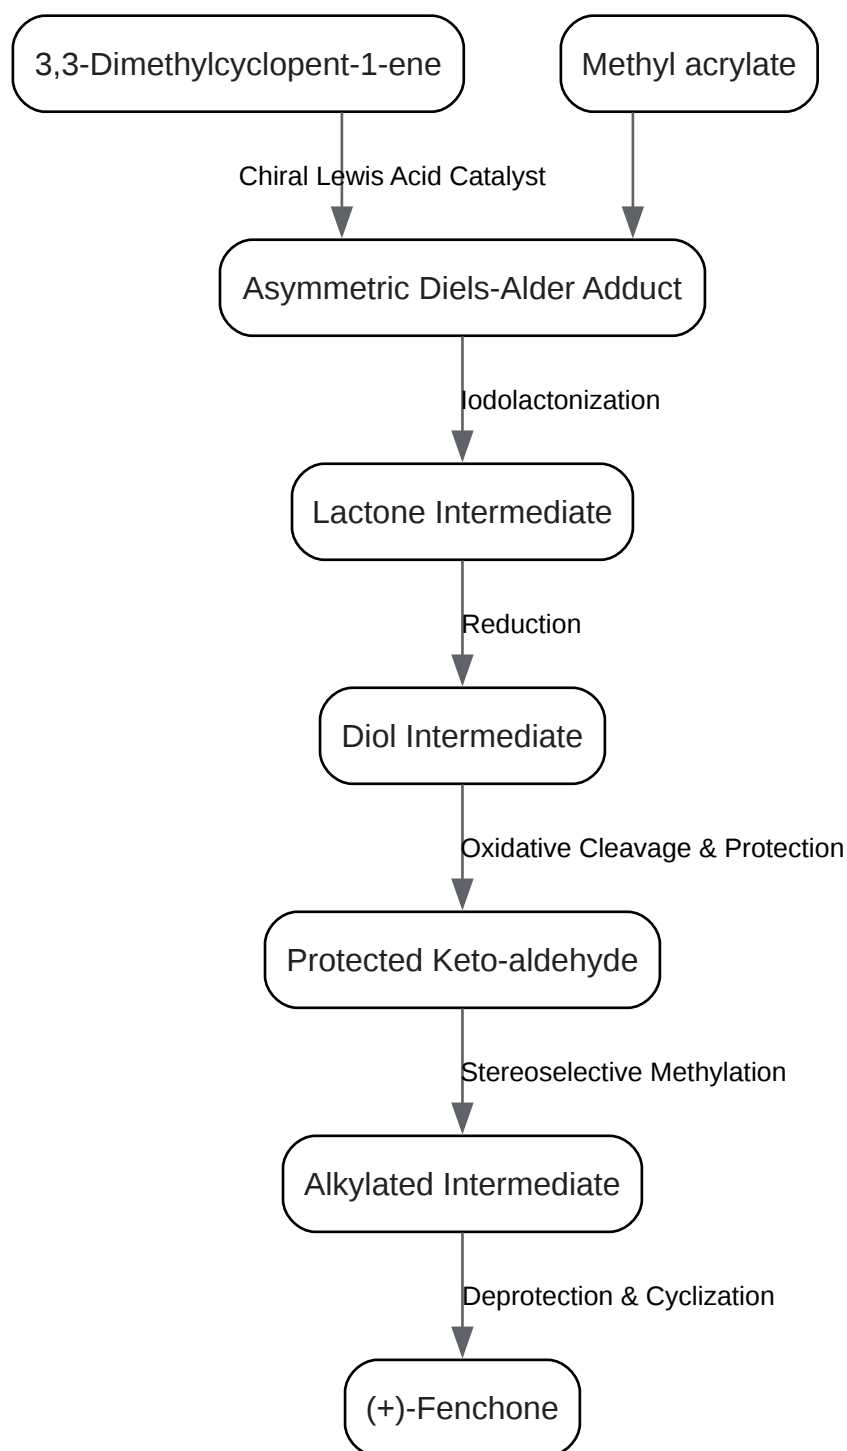 3,3-Dimethylcyclopent-1-ene
Methyl acrylate
Chiral Lewis Acid Catalyst
Asymmetric Diels-Alder Adduct
Iodolactonization
Lactone Intermediate
Reduction
Diol Intermediate
Oxidative Cleavage & Protection
Protected Keto-aldehyde
Stereoselective Methylation
Alkylated Intermediate
Deprotection & Cyclization
(+)-Fenchone